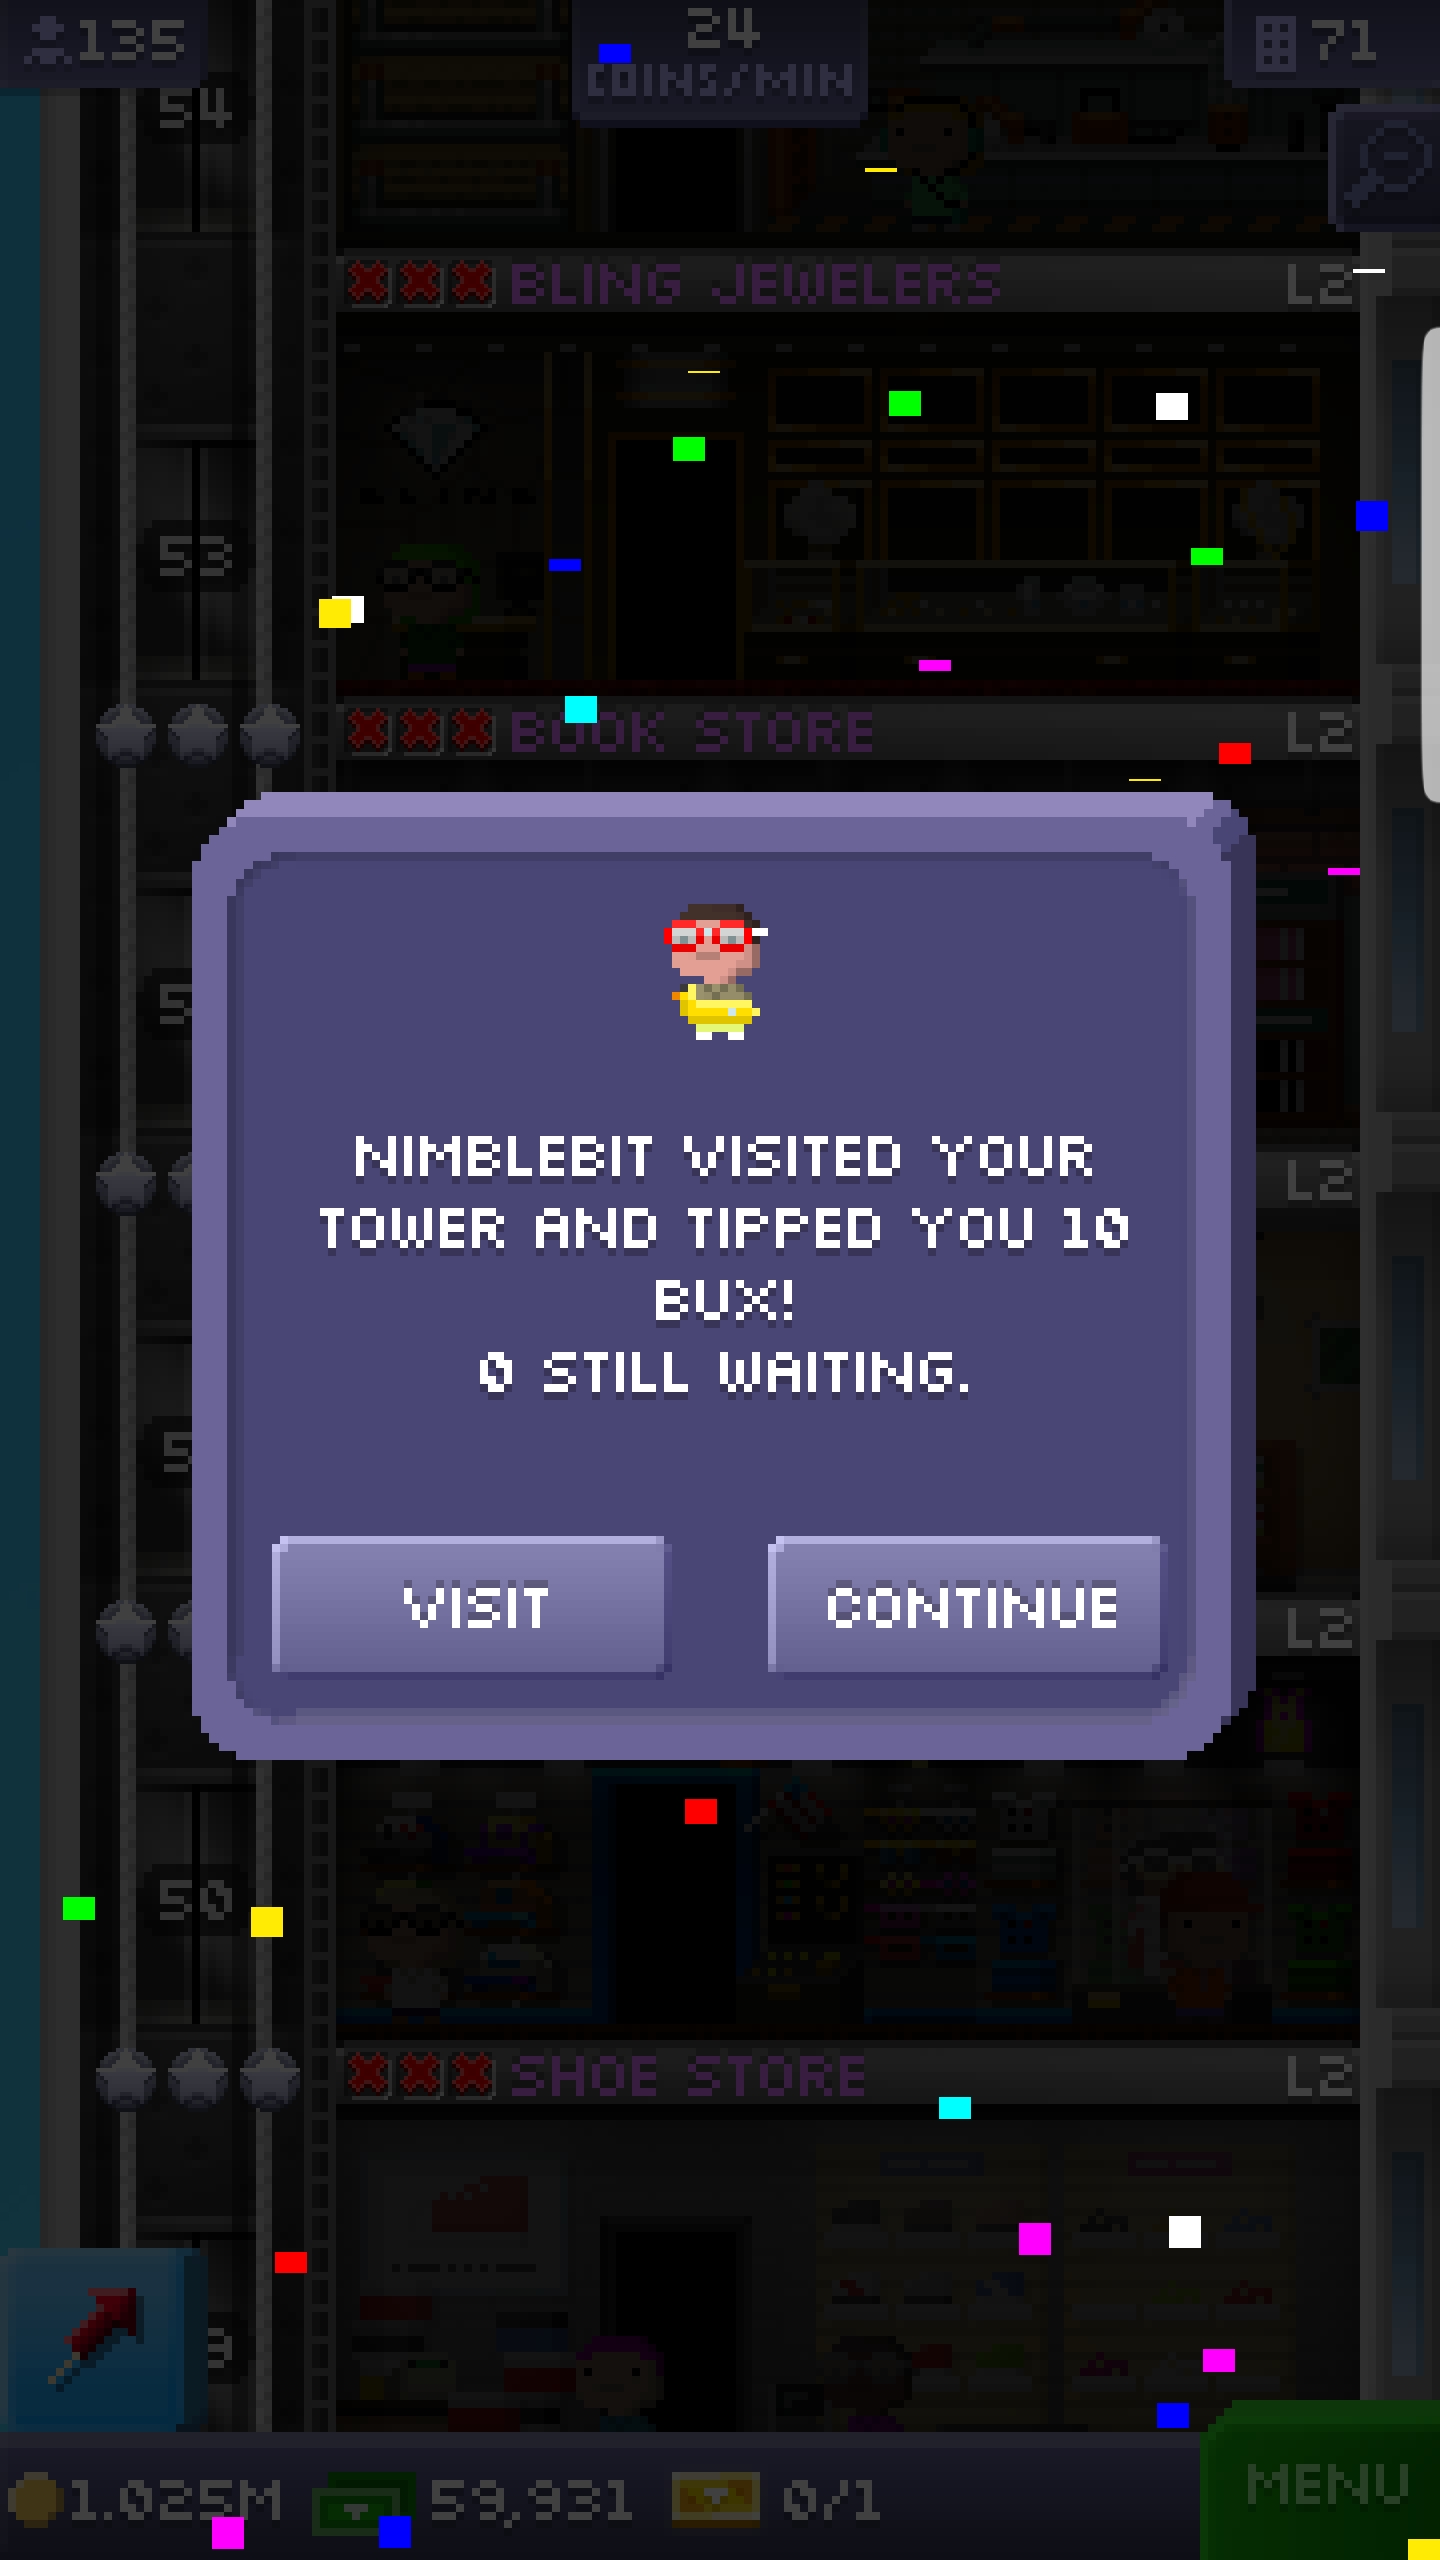 135
24
COINS/MIN
71
54
BLING JEWELERS L2
53
BOOK STORE L2
NIMBLEBIT VISITED YOUR
TOWER AND TIPPED YOU 10
BUX!
0 STILL WAITING.
L2
VISIT
CONTINUE
L2
50
SHOE STORE L2
1.025M
59,931
0/1
MENU